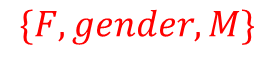 {F, gender, M}